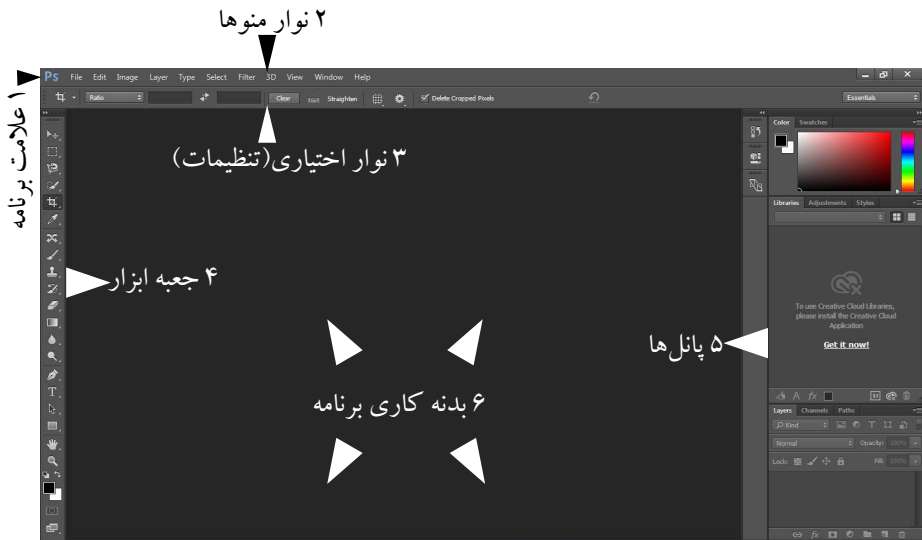 ۲ نوار منوها
۱ علامت برنامه
Ps File Edit Image Layer Type Select Filter 3D View Window Help
Ratio Clear Straighten Delete Cropped Pixels Essentials
۳ نوار اختیاری(تنظیمات)
Color Swatches
Libraries Adjustments Styles
۴ جعبه ابزار
To use Creative Cloud Libraries,
please install the Creative Cloud
Application
Get it now!
۵ پانل‌ها
۶ بدنه کاری برنامه
Layers Channels Paths
Kind
Normal Opacity: 100%
Lock: Fill: 100%